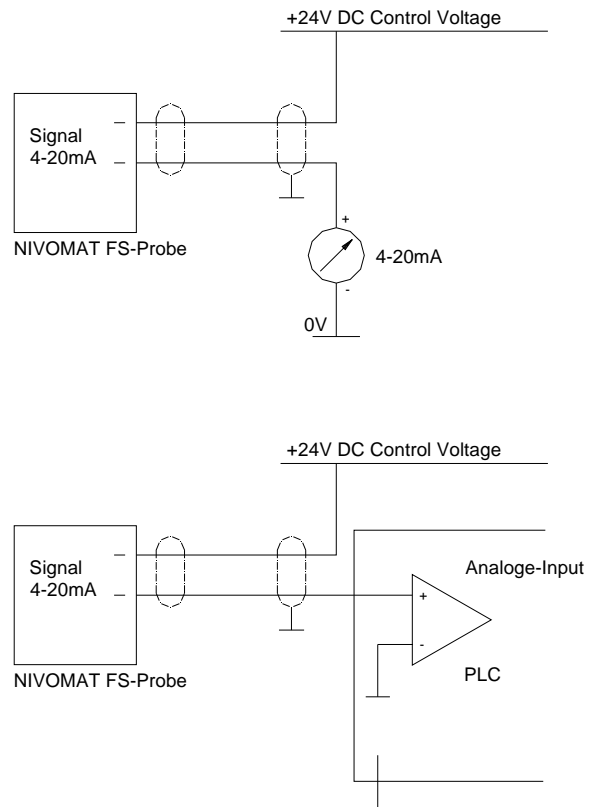 +24V DC Control Voltage
Signal
4-20mA
NIVOMAT FS-Probe
+
4-20mA
-
0V
+24V DC Control Voltage
Signal
4-20mA
Analoge-Input
+
-
PLC
NIVOMAT FS-Probe